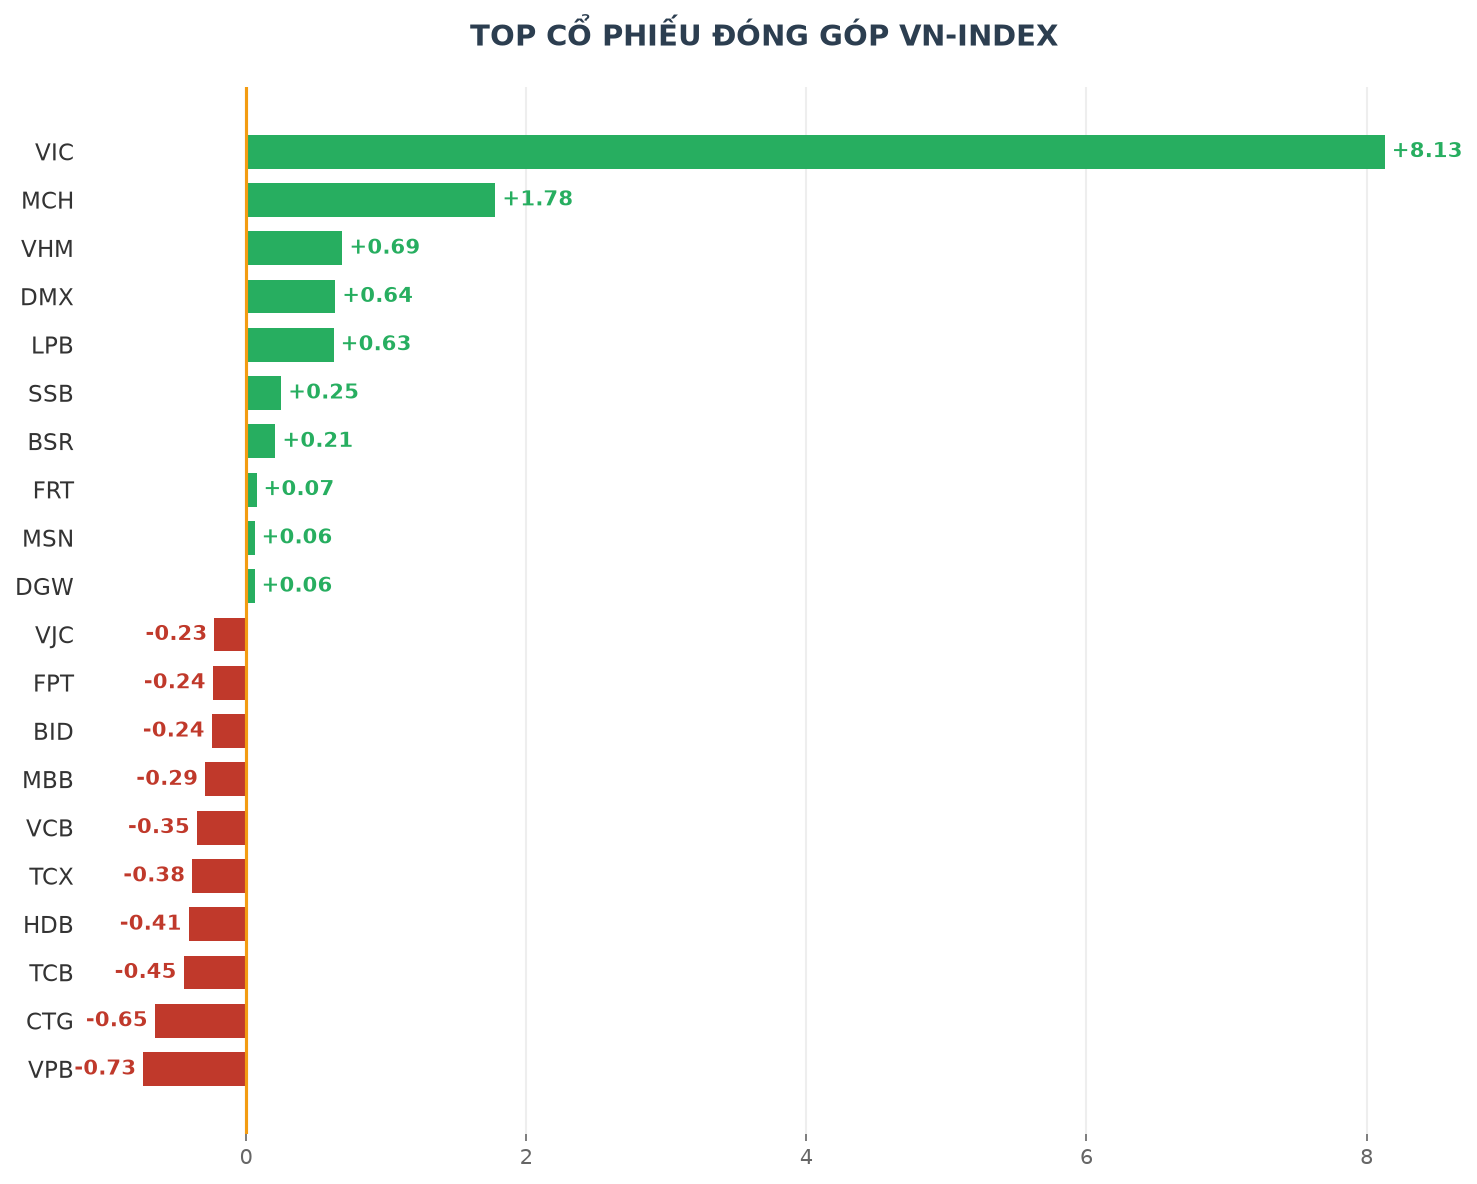 TOP CỔ PHIẾU ĐÓNG GÓP VN-INDEX
VIC +8.13
MCH +1.78
VHM +0.69
DMX +0.64
LPB +0.63
SSB +0.25
BSR +0.21
FRT +0.07
MSN +0.06
DGW +0.06
VJC -0.23
FPT -0.24
BID -0.24
MBB -0.29
VCB -0.35
TCX -0.38
HDB -0.41
TCB -0.45
CTG -0.65
VPB -0.73
0 2 4 6 8